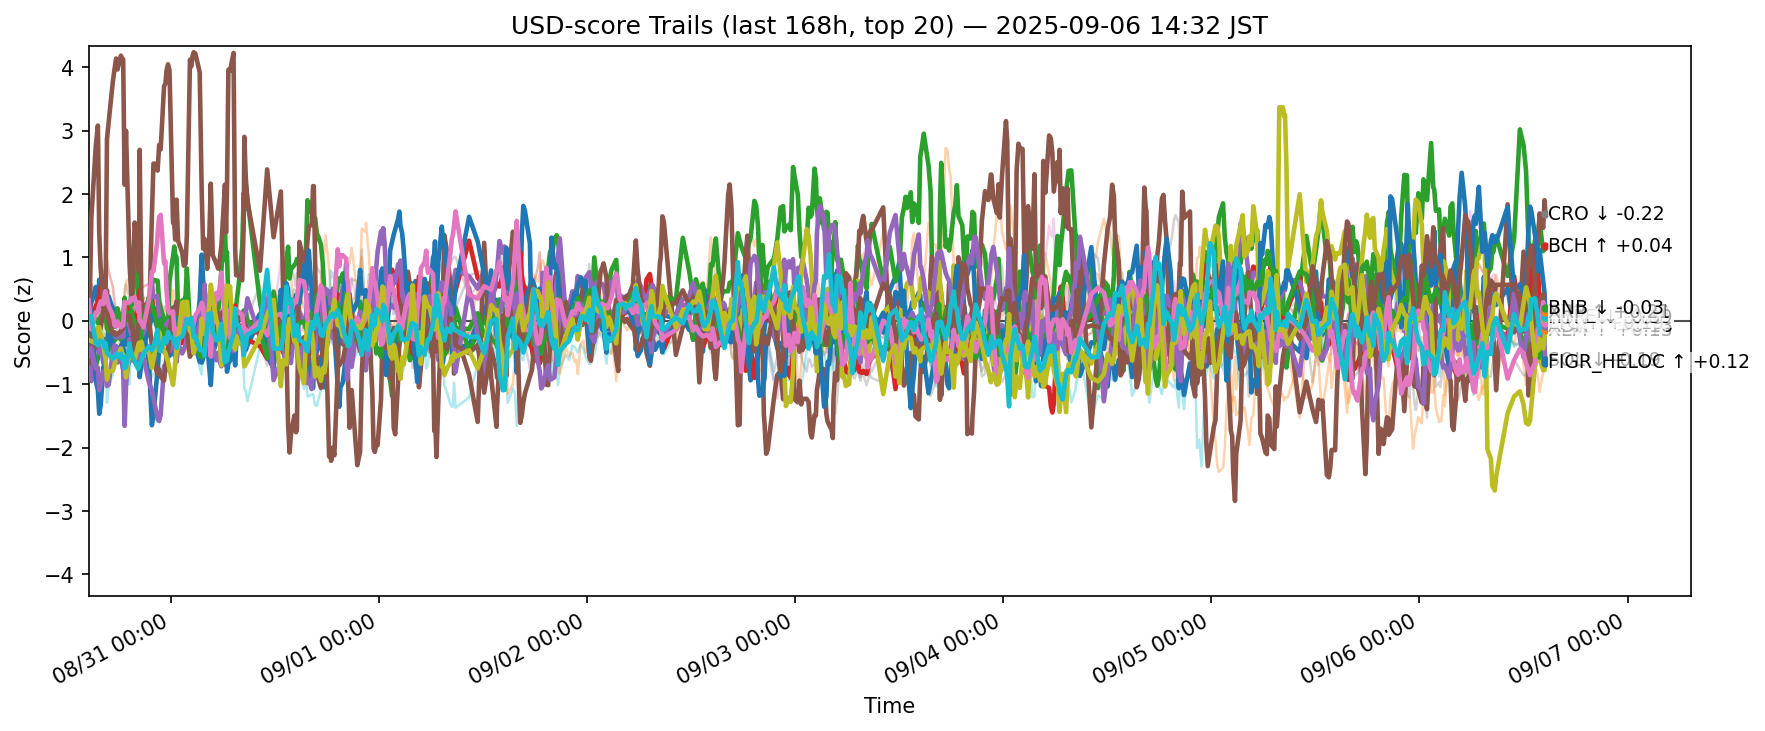 USD-score Trails (last 168h, top 20) — 2025-09-06 14:32 JST
Score (z)
4
3
2
1
0
−1
−2
−3
−4
CRO ↓ -0.22
BCH ↑ +0.04
BNB ↓ -0.03
FIGR_HELOC ↑ +0.12
08/31 00:00
09/01 00:00
09/02 00:00
09/03 00:00
09/04 00:00
09/05 00:00
09/06 00:00
09/07 00:00
Time